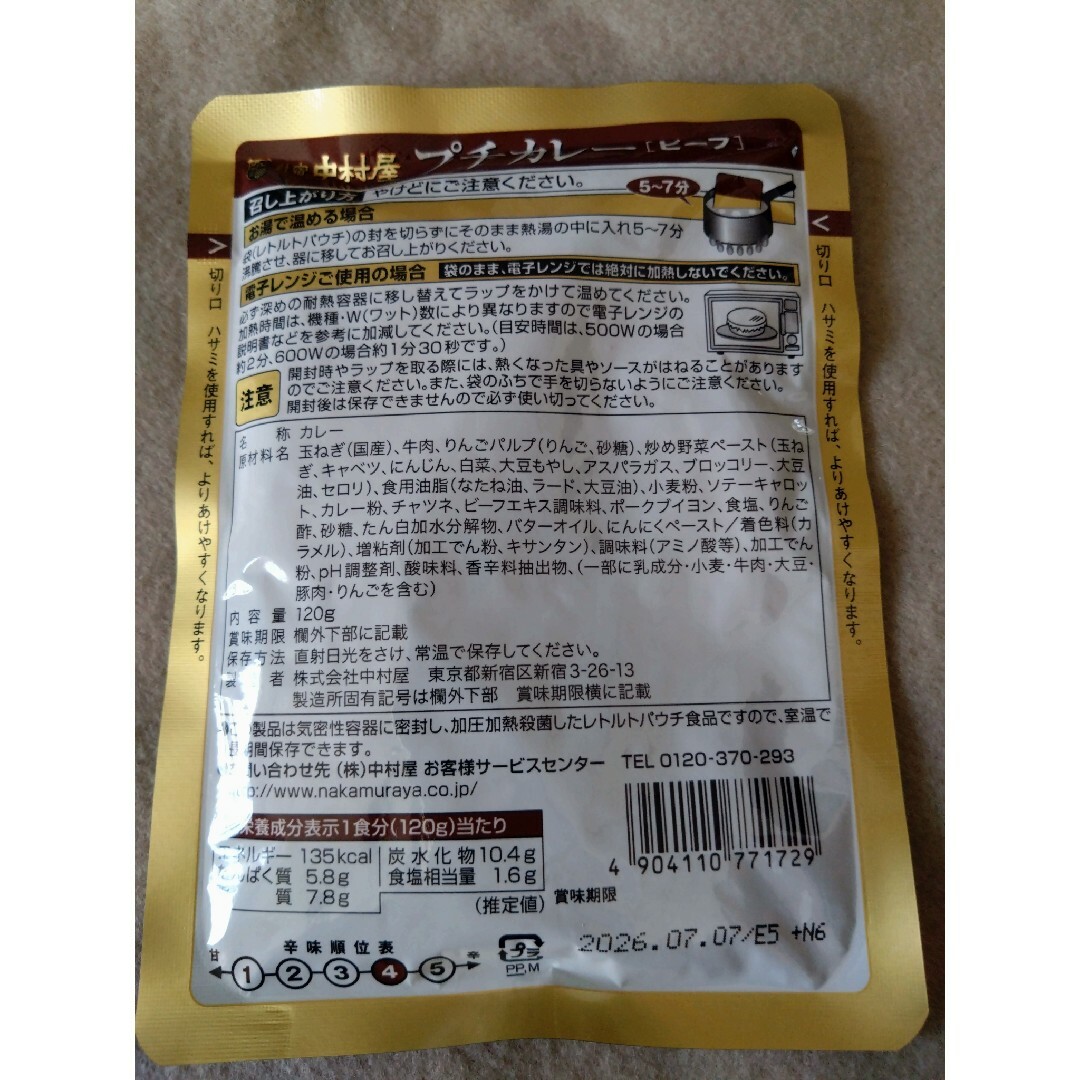 中村屋 プチカレー[ビーフ]
召し上がり方 やけどにご注意ください。
5~7分
お湯で温める場合
袋(レトルトパウチ)の封を切らずにそのまま熱湯の中に入れ5~7分
沸騰させ、器に移してお召し上がりください。
電子レンジご使用の場合 袋のまま、電子レンジでは絶対に加熱しないでください。
必ず深めの耐熱容器に移し替えてラップをかけて温めてください。
加熱時間は、機種・W(ワット)数により異なりますので電子レンジの
説明書などを参考に加減してください。(目安時間は、500Wの場合
約2分、600Wの場合約1分30秒です。)
注意
開封時やラップを取る際には、熱くなった具やソースがはねることがあります
のでご注意ください。また、袋のふちで手を切らないようにご注意ください。
開封後は保存できませんので必ず使い切ってください。
名 称 カレー
原材料名 玉ねぎ(国産)、牛肉、りんごパルプ(りんご、砂糖)、炒め野菜ペースト(玉ね
ぎ、キャベツ、にんじん、白菜、大豆もやし、アスパラガス、ブロッコリー、大豆
油、セロリ)、食用油脂(なたね油、ラード、大豆油)、小麦粉、ソテーキャロッ
ト、カレー粉、チャツネ、ビーフエキス調味料、ポークブイヨン、食塩、りんご
酢、砂糖、たん白加水分解物、バターオイル、にんにくペースト/着色料(カ
ラメル)、増粘剤(加工でん粉、キサンタン)、調味料(アミノ酸等)、加工でん
粉、pH調整剤、酸味料、香辛料抽出物、(一部に乳成分・小麦・牛肉・大豆・
豚肉・りんごを含む)
内容量 120g
賞味期限 欄外下部に記載
保存方法 直射日光をさけ、常温で保存してください。
製 者 株式会社中村屋 東京都新宿区新宿3-26-13
製造所固有記号は欄外下部 賞味期限横に記載
製品は気密性容器に密封し、加圧加熱殺菌したレトルトパウチ食品ですので、室温で
期間保存できます。
問い合わせ先 (株)中村屋 お客様サービスセンター TEL 0120-370-293
http://www.nakamuraya.co.jp/
栄養成分表示1食分(120g)当たり
エネルギー 135kcal 炭水化物 10.4g
たんぱく質 5.8g 食塩相当量 1.6g
質 7.8g
(推定値)
4 904110 771729
賞味期限
2026.07.07/E5 +N6
辛味順位表
甘 1 2 3 4 5 辛
プラ
PP,M
切り口 ハサミを使用すれば、よりあけやすくなります。
切り口 ハサミを使用すれば、よりあけやすくなります。